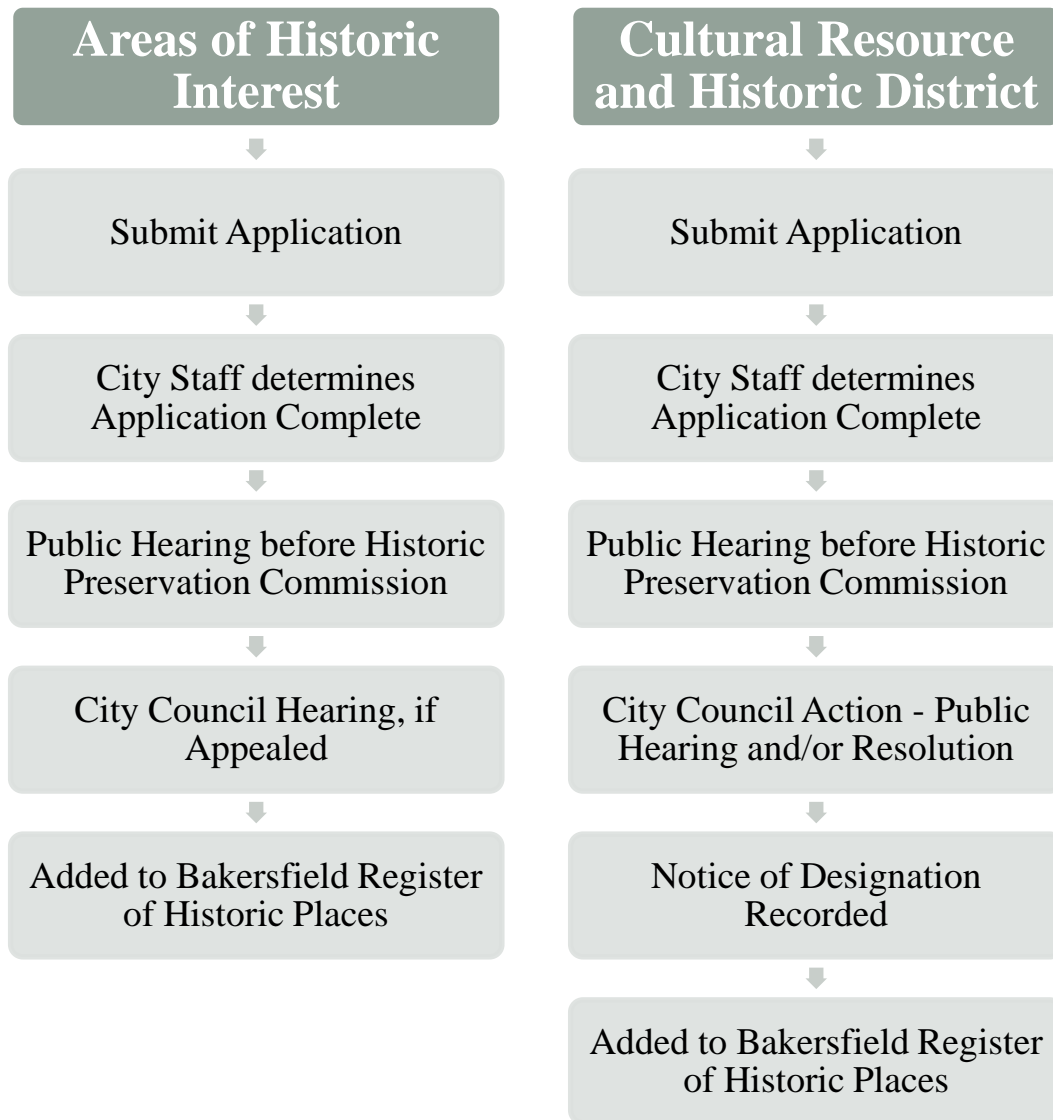 Areas of Historic
Interest
Submit Application
City Staff determines
Application Complete
Public Hearing before Historic
Preservation Commission
City Council Hearing, if
Appealed
Added to Bakersfield Register
of Historic Places
Cultural Resource
and Historic District
Submit Application
City Staff determines
Application Complete
Public Hearing before Historic
Preservation Commission
City Council Action - Public
Hearing and/or Resolution
Notice of Designation
Recorded
Added to Bakersfield Register
of Historic Places